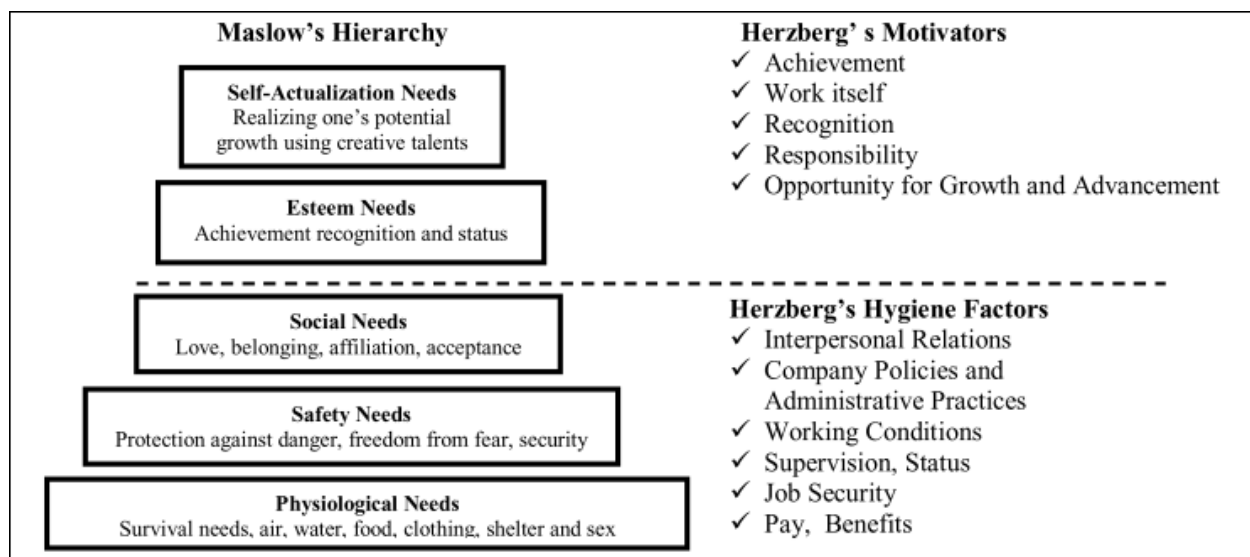 Maslow's Hierarchy
Self-Actualization Needs
Realizing one's potential
growth using creative talents
Esteem Needs
Achievement recognition and status
Social Needs
Love, belonging, affiliation, acceptance
Safety Needs
Protection against danger, freedom from fear, security
Physiological Needs
Survival needs, air, water, food, clothing, shelter and sex
Herzberg' s Motivators
✓ Achievement
✓ Work itself
✓ Recognition
✓ Responsibility
✓ Opportunity for Growth and Advancement
Herzberg's Hygiene Factors
✓ Interpersonal Relations
✓ Company Policies and
Administrative Practices
✓ Working Conditions
✓ Supervision, Status
✓ Job Security
✓ Pay, Benefits